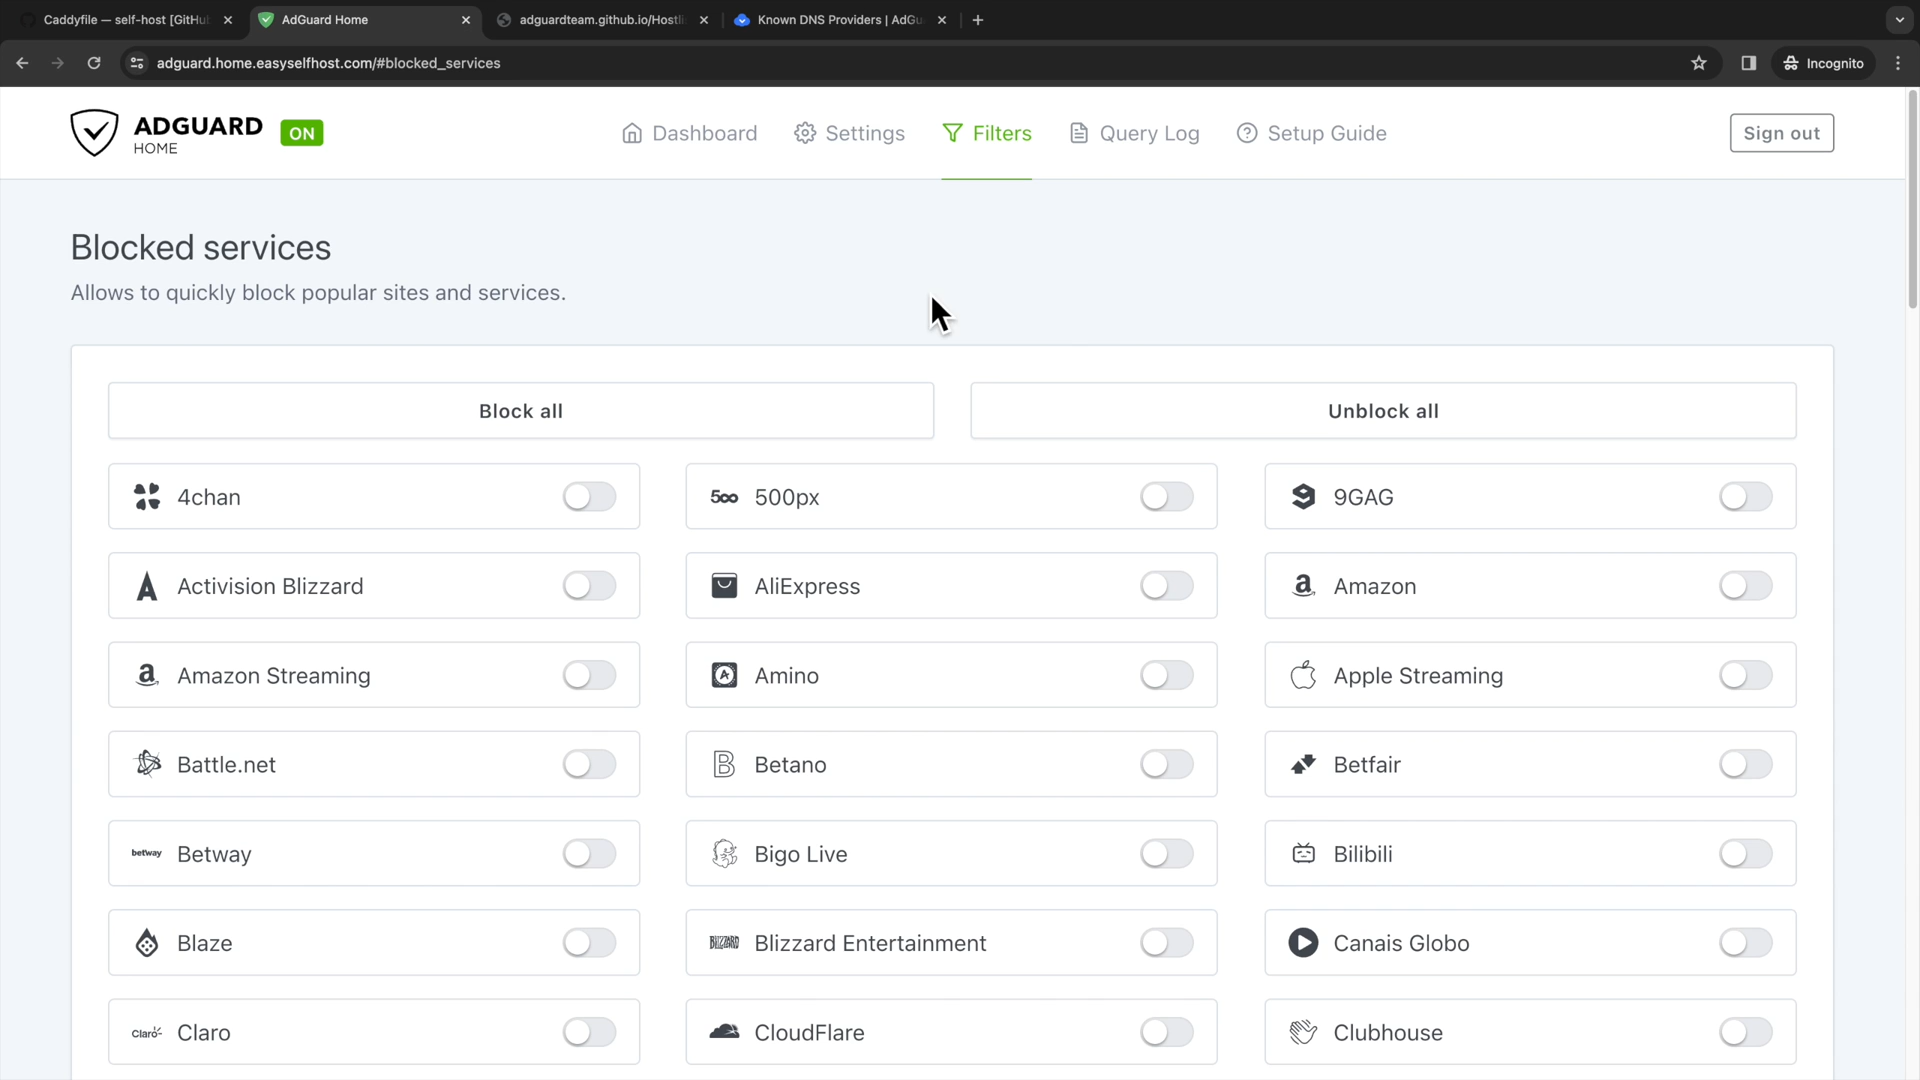 Caddyfile — self-host [GitHu
AdGuard Home
adguardteam.github.io/Hostli
Known DNS Providers | AdGu
adguard.home.easyselfhost.com/#blocked_services
Incognito
ADGUARD
HOME
ON
Dashboard
Settings
Filters
Query Log
Setup Guide
Sign out
Blocked services
Allows to quickly block popular sites and services.
Block all
Unblock all
4chan
500 500px
9GAG
Activision Blizzard
AliExpress
Amazon
Amazon Streaming
Amino
Apple Streaming
Battle.net
Betano
Betfair
betway Betway
Bigo Live
Bilibili
Blaze
BLIZZARD Blizzard Entertainment
Canais Globo
Claro Claro
CloudFlare
Clubhouse